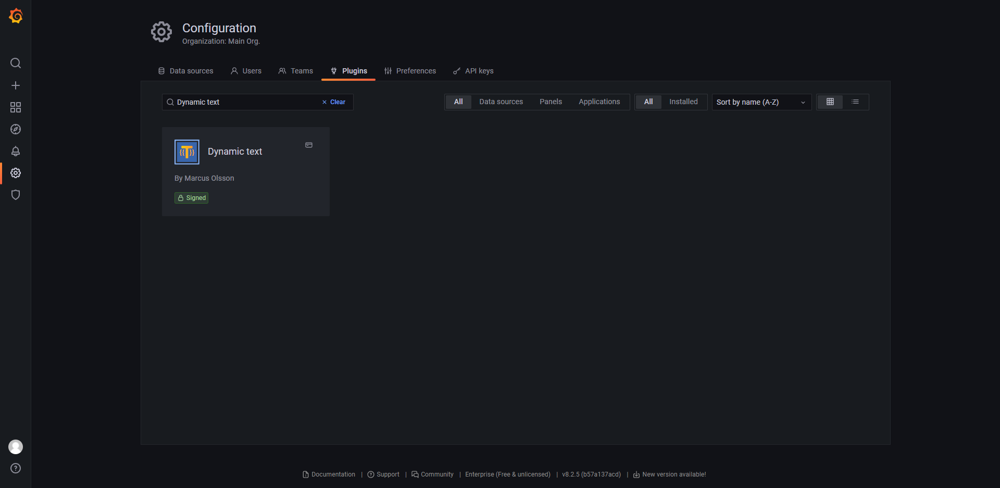 Configuration
Organization: Main Org.
Data sources Users Teams Plugins Preferences API keys
Dynamic text Clear All Data sources Panels Applications All Installed Sort by name (A-Z)
{{T}} Dynamic text
By Marcus Olsson
Signed
Documentation | Support | Community | Enterprise (Free & unlicensed) | v8.2.5 (b57a137acd) | New version available!